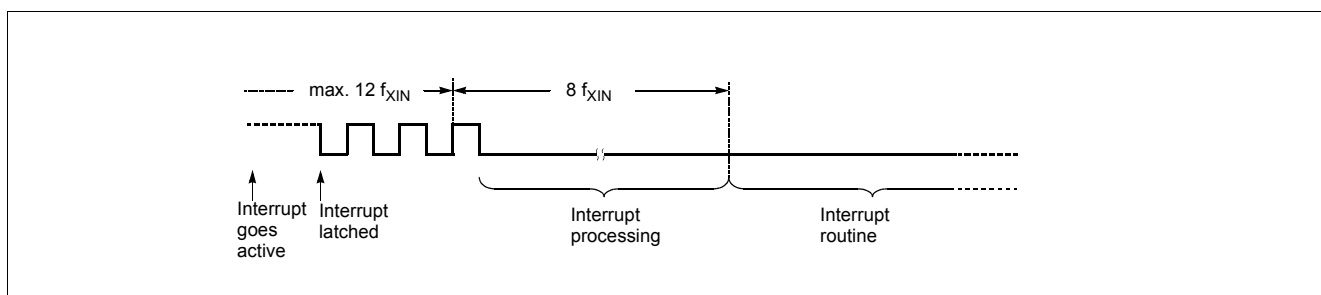 max. 12 fXIN
8 fXIN
Interrupt
goes
active
Interrupt
latched
Interrupt
processing
Interrupt
routine